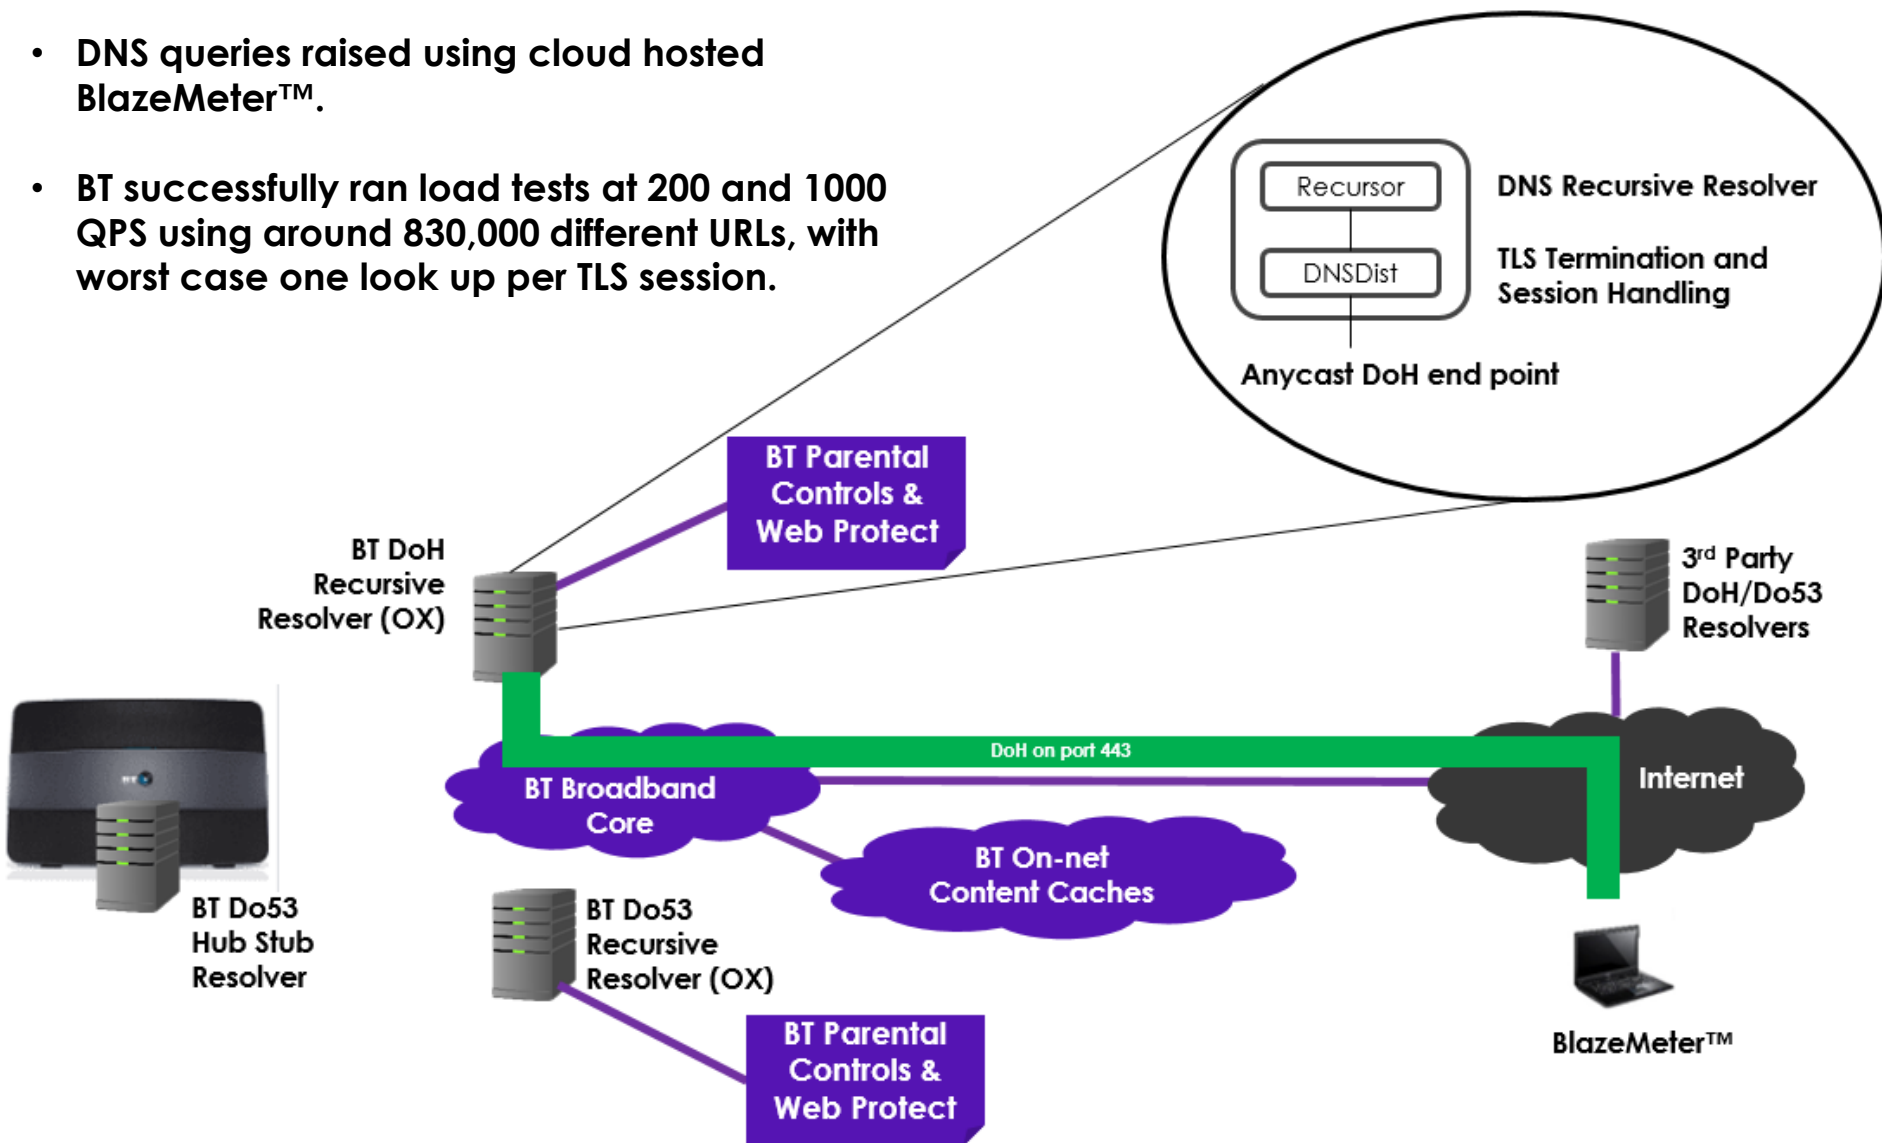 • DNS queries raised using cloud hosted
BlazeMeter™.
• BT successfully ran load tests at 200 and 1000
QPS using around 830,000 different URLs, with
worst case one look up per TLS session.
Recursor
DNS Recursive Resolver
DNSDist
TLS Termination and
Session Handling
Anycast DoH end point
BT Parental
Controls &
Web Protect
BT DoH
Recursive
Resolver (OX)
3rd Party
DoH/Do53
Resolvers
DoH on port 443
BT Broadband
Core
Internet
BT On-net
Content Caches
BT
BT Do53
Hub Stub
Resolver
BT Do53
Recursive
Resolver (OX)
BlazeMeter™
BT Parental
Controls &
Web Protect